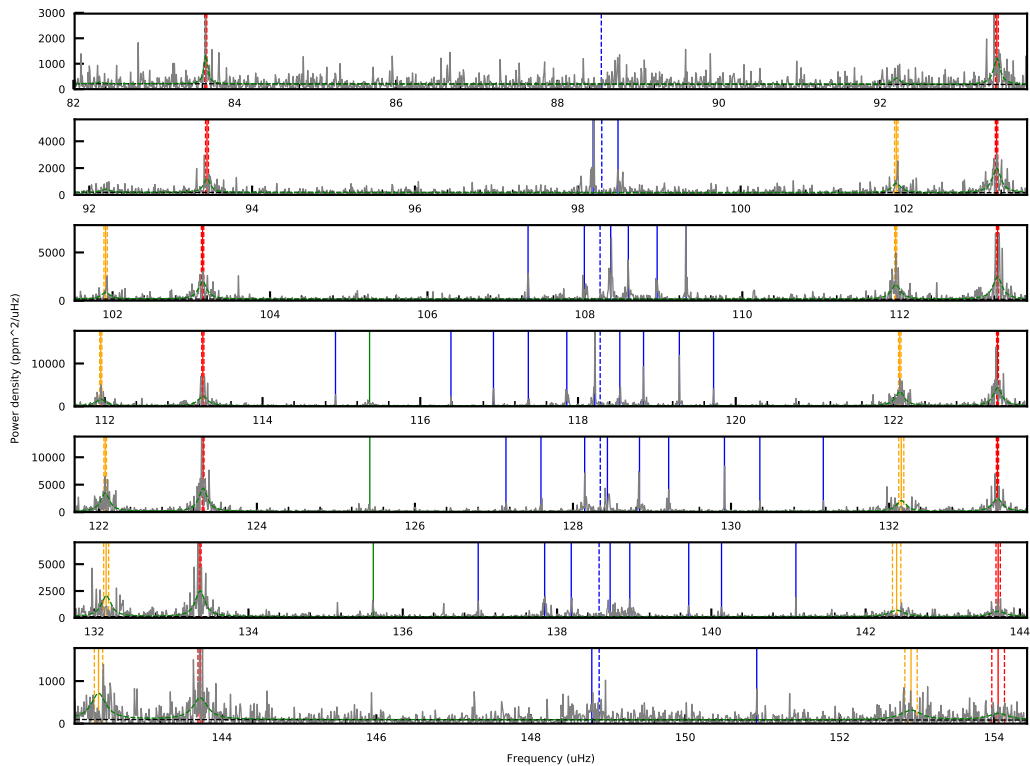 3000
2000
1000
0
82 84 86 88 90 92
4000
2000
0
92 94 96 98 100 102
5000
0
102 104 106 108 110 112
10000
0
112 114 116 118 120 122
10000
5000
0
122 124 126 128 130 132
5000
2500
0
132 134 136 138 140 142 144
1000
0
144 146 148 150 152 154
Power density (ppm^2/uHz)
Frequency (uHz)